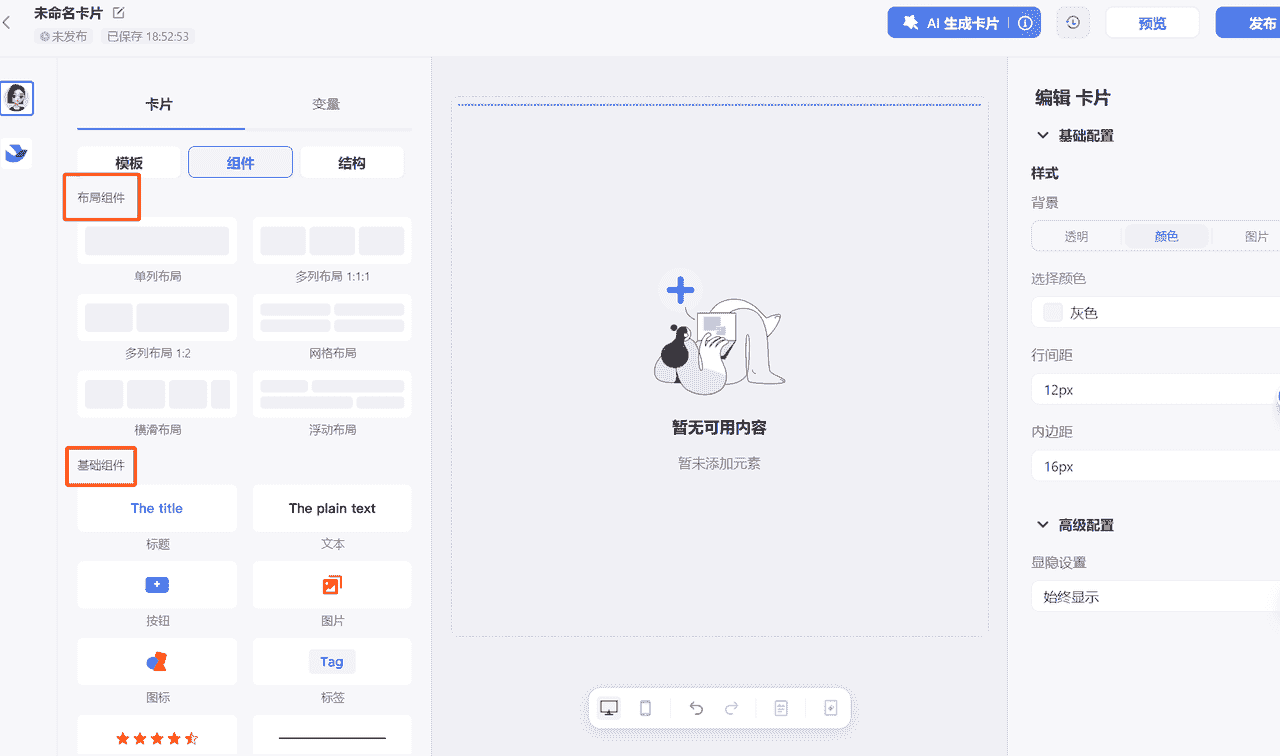 未命名卡片
未发布 已保存 18:52:53
AI 生成卡片
预览
发布
卡片 变量
模板 组件 结构
布局组件
单列布局 多列布局 1:1:1
多列布局 1:2 网格布局
横滑布局 浮动布局
基础组件
The title The plain text
标题 文本
按钮 图片
Tag
图标 标签
暂无可用内容
暂未添加元素
编辑 卡片
基础配置
样式
背景
透明 颜色 图片
选择颜色
灰色
行间距
12px
内边距
16px
高级配置
显隐设置
始终显示